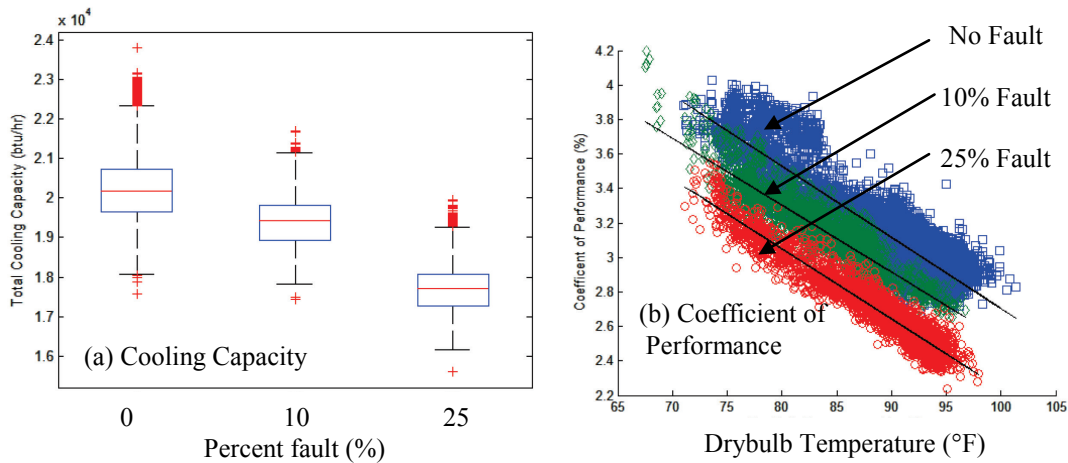 x 10⁴
2.4
2.3
2.2
2.1
2.0
1.9
1.8
1.7
1.6
Total Cooling Capacity (btu/hr)
(a) Cooling Capacity
0 10 25
Percent fault (%)
No Fault
10% Fault
25% Fault
4.2
4
3.8
3.6
3.4
3.2
3
2.8
2.6
2.4
2.2
Coefficient of Performance (%)
(b) Coefficient of
Performance
65 70 75 80 85 90 95 100 105
Drybulb Temperature (°F)